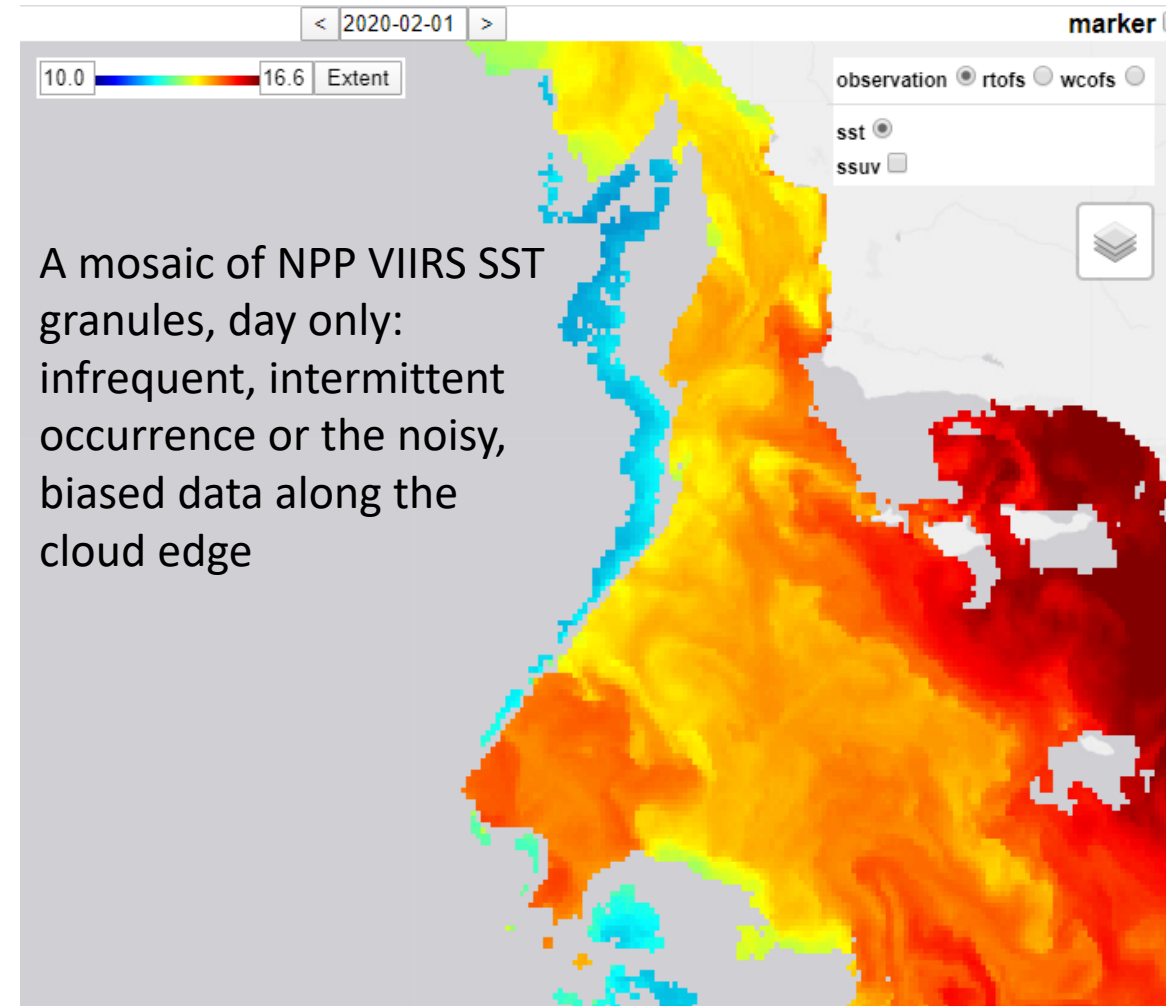 < 2020-02-01 >
marker
10.0 16.6 Extent
observation rtofs wcofs
sst
ssuv
A mosaic of NPP VIIRS SST
granules, day only:
infrequent, intermittent
occurrence or the noisy,
biased data along the
cloud edge